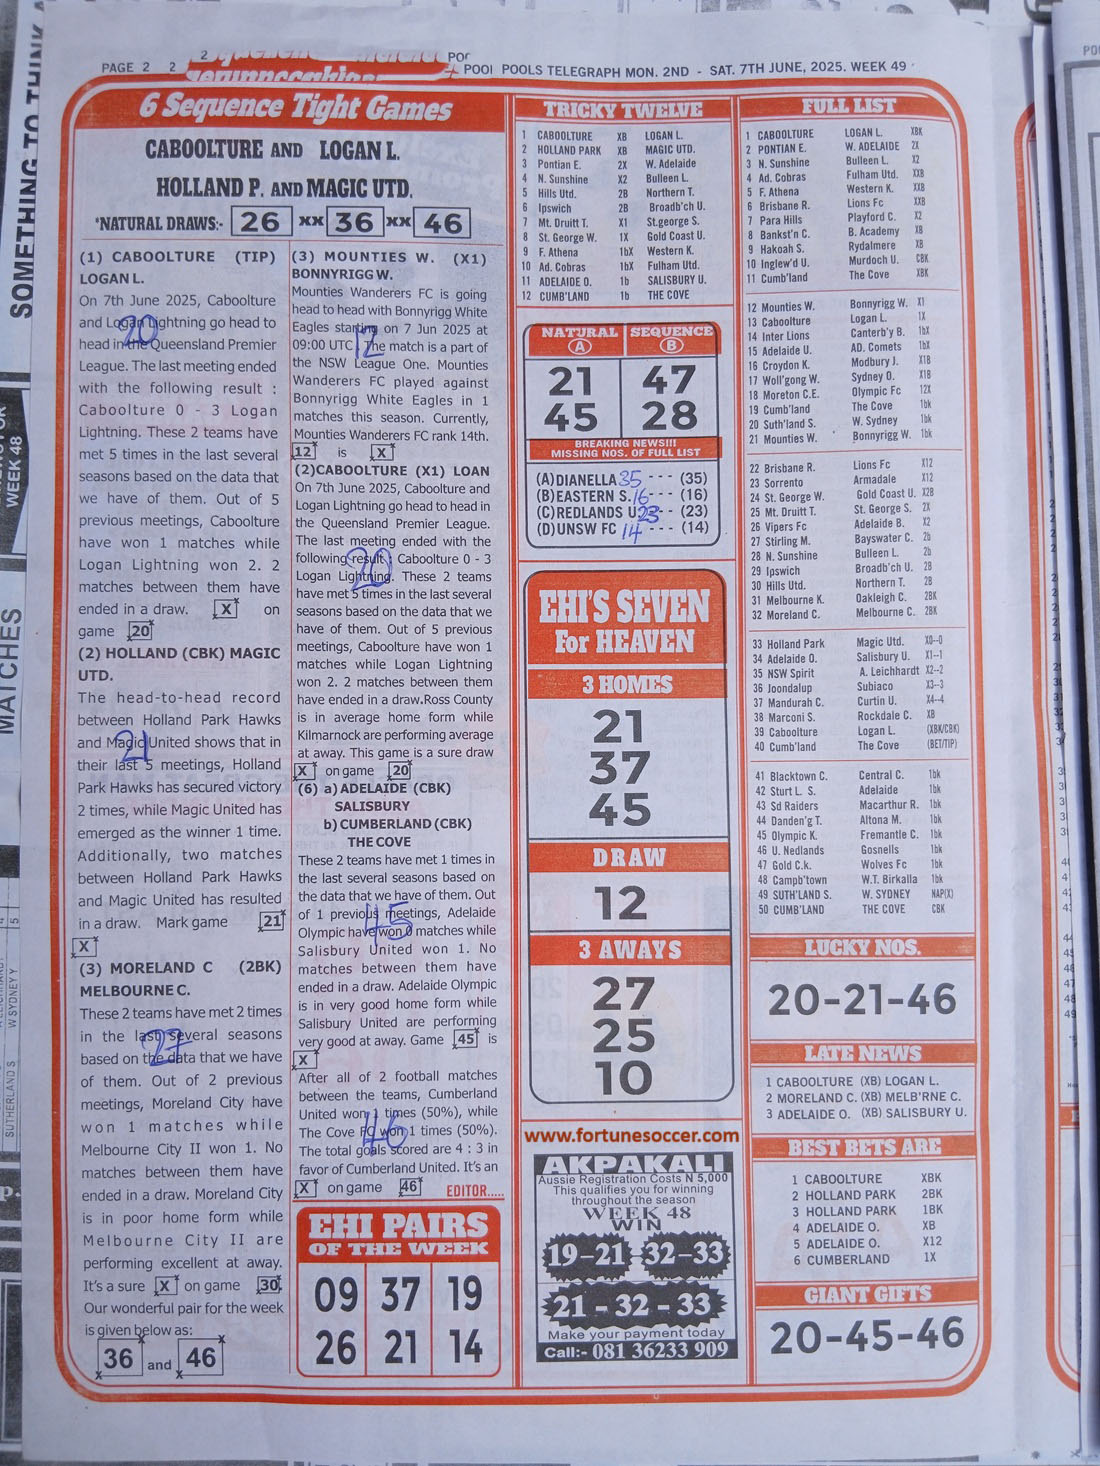 PAGE 2 2 2
POOL POOLS TELEGRAPH MON. 2ND - SAT. 7TH JUNE, 2025. WEEK 49
6 Sequence Tight Games
CABOOLTURE AND LOGAN L.
HOLLAND P. AND MAGIC UTD.
*NATURAL DRAWS:- 26 xx 36 xx 46
(1) CABOOLTURE (TIP)
LOGAN L.
On 7th June 2025, Caboolture
and Logan Lightning go head to
head in the Queensland Premier
League. The last meeting ended
with the following result :
Caboolture 0 - 3 Logan
Lightning. These 2 teams have
met 5 times in the last several
seasons based on the data that
we have of them. Out of 5
previous meetings, Caboolture
have won 1 matches while
Logan Lightning won 2. 2
matches between them have
ended in a draw. X on
game 20
20
(2) HOLLAND (CBK) MAGIC
UTD.
The head-to-head record
between Holland Park Hawks
and Magic United shows that in
their last 5 meetings, Holland
Park Hawks has secured victory
2 times, while Magic United has
emerged as the winner 1 time.
Additionally, two matches
between Holland Park Hawks
and Magic United has resulted
in a draw. Mark game 21
X
21
(3) MORELAND C (2BK)
MELBOURNE C.
These 2 teams have met 2 times
in the last several seasons
based on the data that we have
of them. Out of 2 previous
meetings, Moreland City have
won 1 matches while
Melbourne City II won 1. No
matches between them have
ended in a draw. Moreland City
is in poor home form while
Melbourne City II are
performing excellent at away.
It's a sure X on game 30.
Our wonderful pair for the week
is given below as:
36 and 46
27
(3) MOUNTIES W. (X1)
BONNYRIGG W.
Mounties Wanderers FC is going
head to head with Bonnyrigg White
Eagles starting on 7 Jun 2025 at
09:00 UTC . The match is a part of
the NSW League One. Mounties
Wanderers FC played against
Bonnyrigg White Eagles in 1
matches this season. Currently,
Mounties Wanderers FC rank 14th.
12 is X
12
(2)CABOOLTURE (X1) LOAN
On 7th June 2025, Caboolture and
Logan Lightning go head to head in
the Queensland Premier League.
The last meeting ended with the
following result : Caboolture 0 - 3
Logan Lightning. These 2 teams
have met 5 times in the last several
seasons based on the data that we
have of them. Out of 5 previous
meetings, Caboolture have won 1
matches while Logan Lightning
won 2. 2 matches between them
have ended in a draw.Ross County
is in average home form while
Kilmarnock are performing average
at away. This game is a sure draw
X on game 20
20
(6) a) ADELAIDE (CBK)
SALISBURY
b) CUMBERLAND (CBK)
THE COVE
These 2 teams have met 1 times in
the last several seasons based on
the data that we have of them. Out
of 1 previous meetings, Adelaide
Olympic have won 0 matches while
Salisbury United won 1. No
matches between them have
ended in a draw. Adelaide Olympic
is in very good home form while
Salisbury United are performing
very good at away. Game 45 is
X
45
After all of 2 football matches
between the teams, Cumberland
United won 1 times (50%), while
The Cove FC won 1 times (50%).
The total goals scored are 4 : 3 in
favor of Cumberland United. It's an
X on game 46 EDITOR.....
46
EHI PAIRS
OF THE WEEK
09 37 19
26 21 14
TRICKY TWELVE
1 CABOOLTURE XB LOGAN L.
2 HOLLAND PARK XB MAGIC UTD.
3 Pontian E. 2X W. Adelaide
4 N. Sunshine X2 Bulleen L.
5 Hills Utd. 2B Northern T.
6 Ipswich 2B Broadb'ch U.
7 Mt. Druitt T. X1 St.george S.
8 St. George W. 1X Gold Coust U.
9 F. Athena 1bX Western K.
10 Ad. Cobras 1bX Fulham Utd.
11 ADELAIDE O. 1b SALISBURY U.
12 CUMB'LAND 1b THE COVE
NATURAL A SEQUENCE B
21 47
45 28
BREAKING NEWS!!!
MISSING NOS. OF FULL LIST
(A)DIANELLA 35 - - - (35)
(B)EASTERN S. 16 - - - (16)
(C)REDLANDS U. 23 - - - (23)
(D)UNSW FC 14 - - - (14)
EHI'S SEVEN
For HEAVEN
3 HOMES
21
37
45
DRAW
12
3 AWAYS
27
25
10
www.fortunesoccer.com
AKPAKALI
Aussie Registration Costs N 5,000
This qualifies you for winning
throughout the season
WEEK 48
WIN
19-21 32-33
21 - 32 - 33
Make your payment today
Call:- 081 36233 909
FULL LIST
1 CABOOLTURE LOGAN L. XBK
2 PONTIAN E. W. ADELAIDE 2X
3 N. Sunshine Bulleen L. X2
4 Ad. Cobras Fulham Utd. XXB
5 F. Athena Western K. XXB
6 Brisbane R. Lions Fc XXB
7 Para Hills Playford C. X2
8 Bankst'n C. B. Academy XB
9 Hakoah S. Rydalmere XB
10 Inglew'd U. Murdoch U. CBK
11 Cumb'land The Cove XBK
12 Mounties W. Bonnyrigg W. X1
13 Caboolture Logan L. 1X
14 Inter Lions Canterb'y B. 1bX
15 Adelaide U. AD. Comets 1bX
16 Croydon K. Modbury J. X1B
17 Woll'gong W. Sydney O. X1B
18 Moreton C.E. Olympic Fc 12X
19 Cumb'land The Cove 1bk
20 Suth'land S. W. Sydney 1bk
21 Mounties W. Bonnyrigg W. 1bk
22 Brisbane R. Lions Fc X12
23 Sorrento Armadale X12
24 St. George W. Gold Coust U. X2B
25 Mt. Druitt T. St. George S. 2X
26 Vipers Fc Adelaide B. X2
27 Stirling M. Bayswater C. 2b
28 N. Sunshine Bulleen L. 2b
29 Ipswich Broadb'ch U. 2B
30 Hills Utd. Northern T. 2B
31 Melbourne K. Oakleigh C. 2BK
32 Moreland C. Melbourne C. 2BK
33 Holland Park Magic Utd. X0--0
34 Adelaide O. Salisbury U. X1--1
35 NSW Spirit A. Leichhardt X2--2
36 Joondalup Subiaco X3--3
37 Mandurah C. Curtin U. X4--4
38 Marconi S. Rockdale C. XB
39 Caboolture Logan L. (XBK/CBK)
40 Cumb'land The Cove (BET/TIP)
41 Blacktown C. Central C. 1bk
42 Sturt L. S. Adelaide 1bk
43 Sd Raiders Macarthur R. 1bk
44 Danden'g T. Altona M. 1bk
45 Olympic K. Fremantle C. 1bk
46 U. Nedlands Gosnells 1bk
47 Gold C.k. Wolves Fc 1bk
48 Campb'town W.T. Birkalla 1bk
49 SUTH'LAND S. W. SYDNEY NAP(X)
50 CUMB'LAND THE COVE CBK
LUCKY NOS.
20-21-46
LATE NEWS
1 CABOOLTURE (XB) LOGAN L.
2 MORELAND C. (XB) MELB'RNE C.
3 ADELAIDE O. (XB) SALISBURY U.
BEST BETS ARE
1 CABOOLTURE XBK
2 HOLLAND PARK 2BK
3 HOLLAND PARK 1BK
4 ADELAIDE O. XB
5 ADELAIDE O. X12
6 CUMBERLAND 1X
GIANT GIFTS
20-45-46
SOMETHING TO THINK
WEEK 48
MATCHES
W SYDNEY Y
SUTHERLAND S